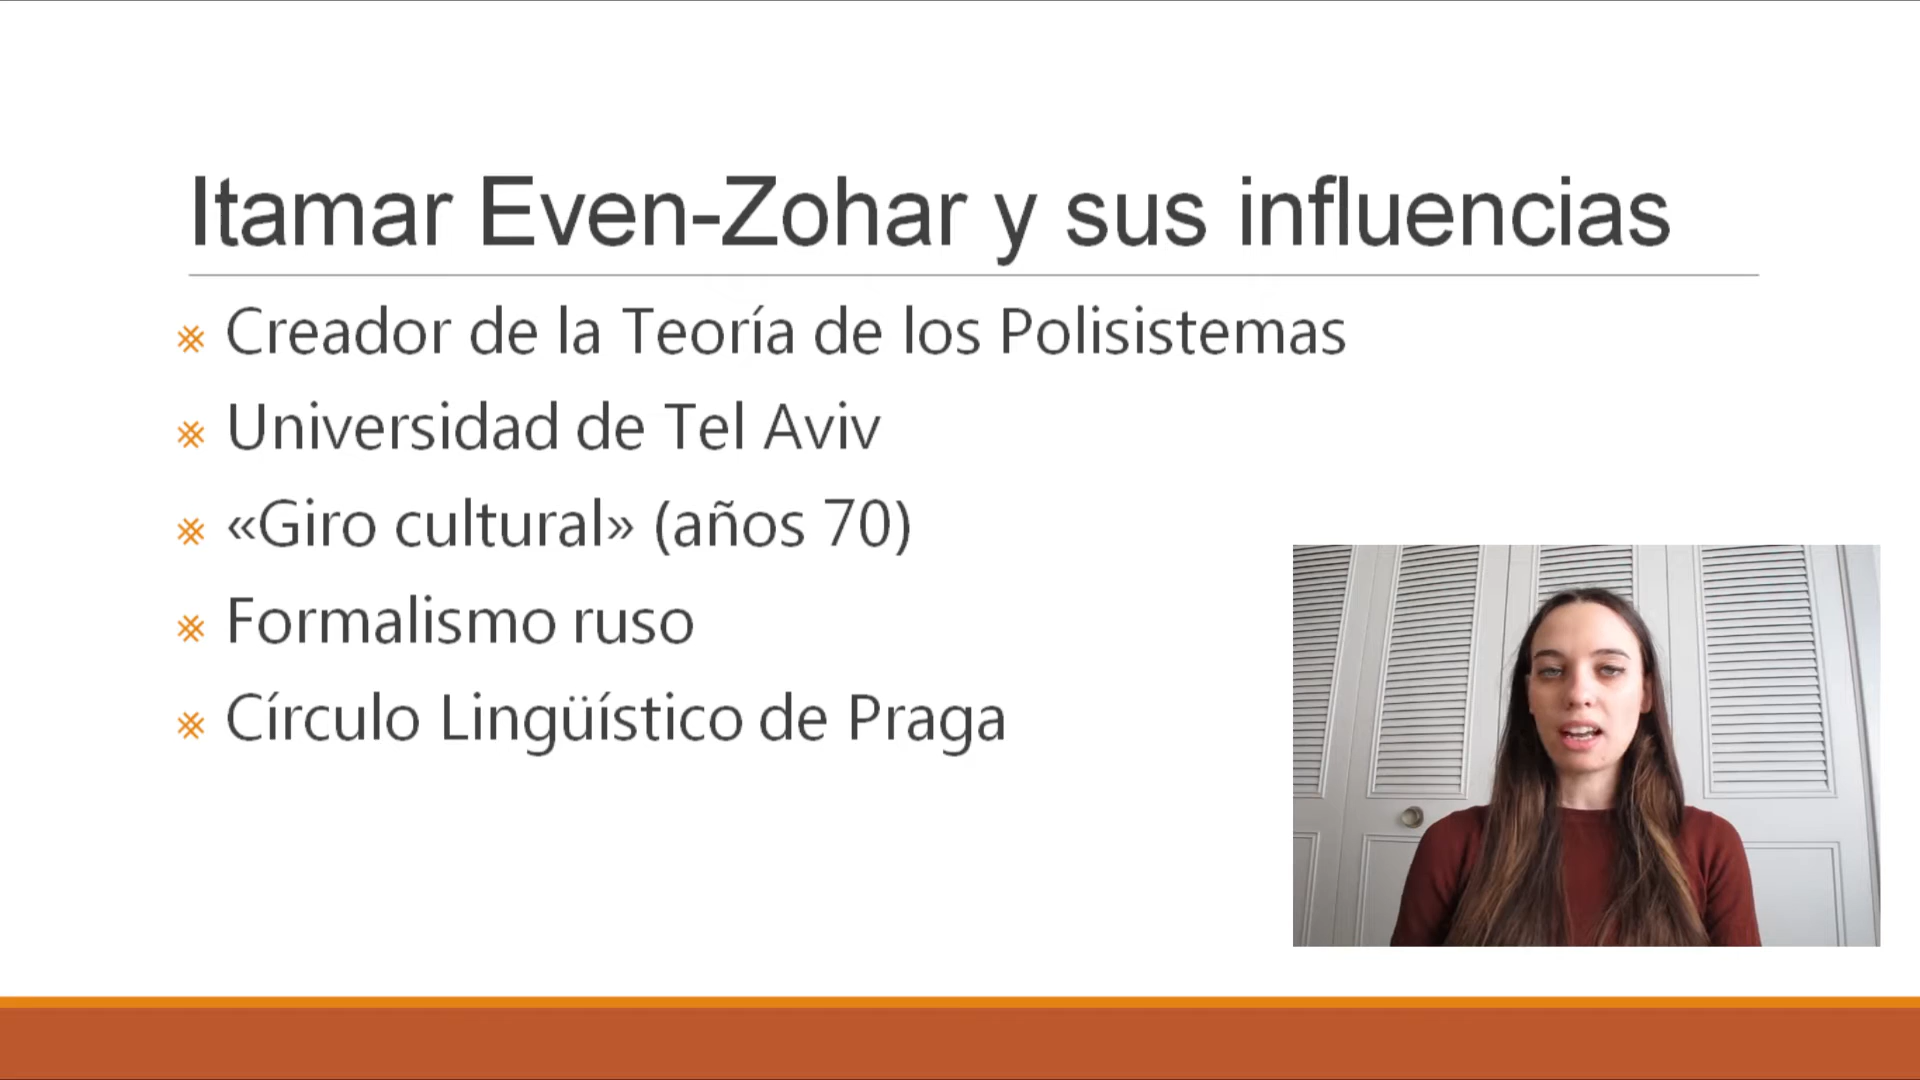 Itamar Even-Zohar y sus influencias
Creador de la Teoría de los Polisistemas
Universidad de Tel Aviv
«Giro cultural» (años 70)
Formalismo ruso
Círculo Lingüístico de Praga